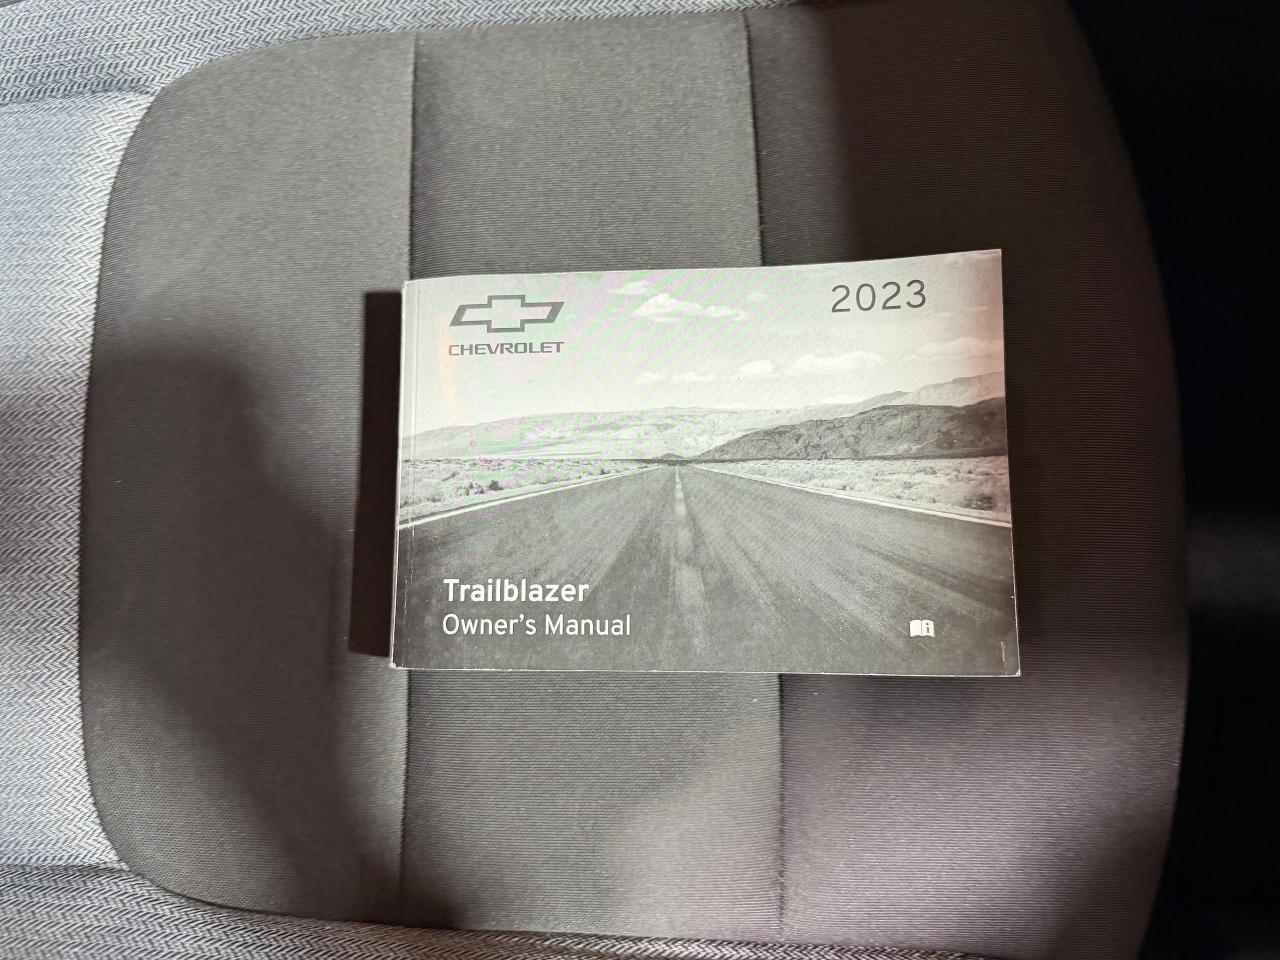 CHEVROLET
2023
Trailblazer
Owner's Manual
i